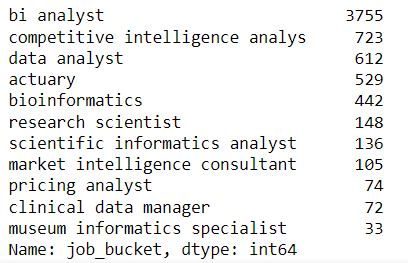 bi analyst 3755
competitive intelligence analys 723
data analyst 612
actuary 529
bioinformatics 442
research scientist 148
scientific informatics analyst 136
market intelligence consultant 105
pricing analyst 74
clinical data manager 72
museum informatics specialist 33
Name: job_bucket, dtype: int64